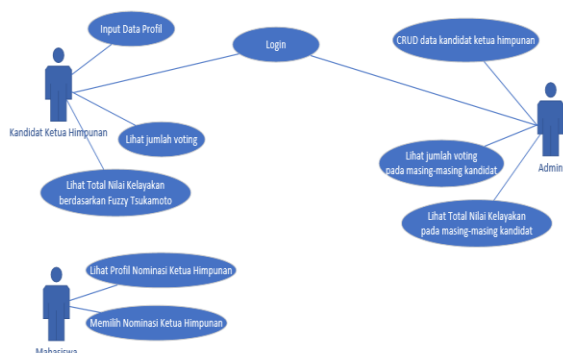 Input Data Profil
Login
CRUD data kandidat ketua himpunan
Kandidat Ketua Himpunan
Lihat jumlah voting
Lihat jumlah voting
pada masing-masing kandidat
Admin
Lihat Total Nilai Kelayakan
berdasarkan Fuzzy Tsukamoto
Lihat Total Nilai Kelayakan
pada masing-masing kandidat
Lihat Profil Nominasi Ketua Himpunan
Memilih Nominasi Ketua Himpunan
Mahasiswa